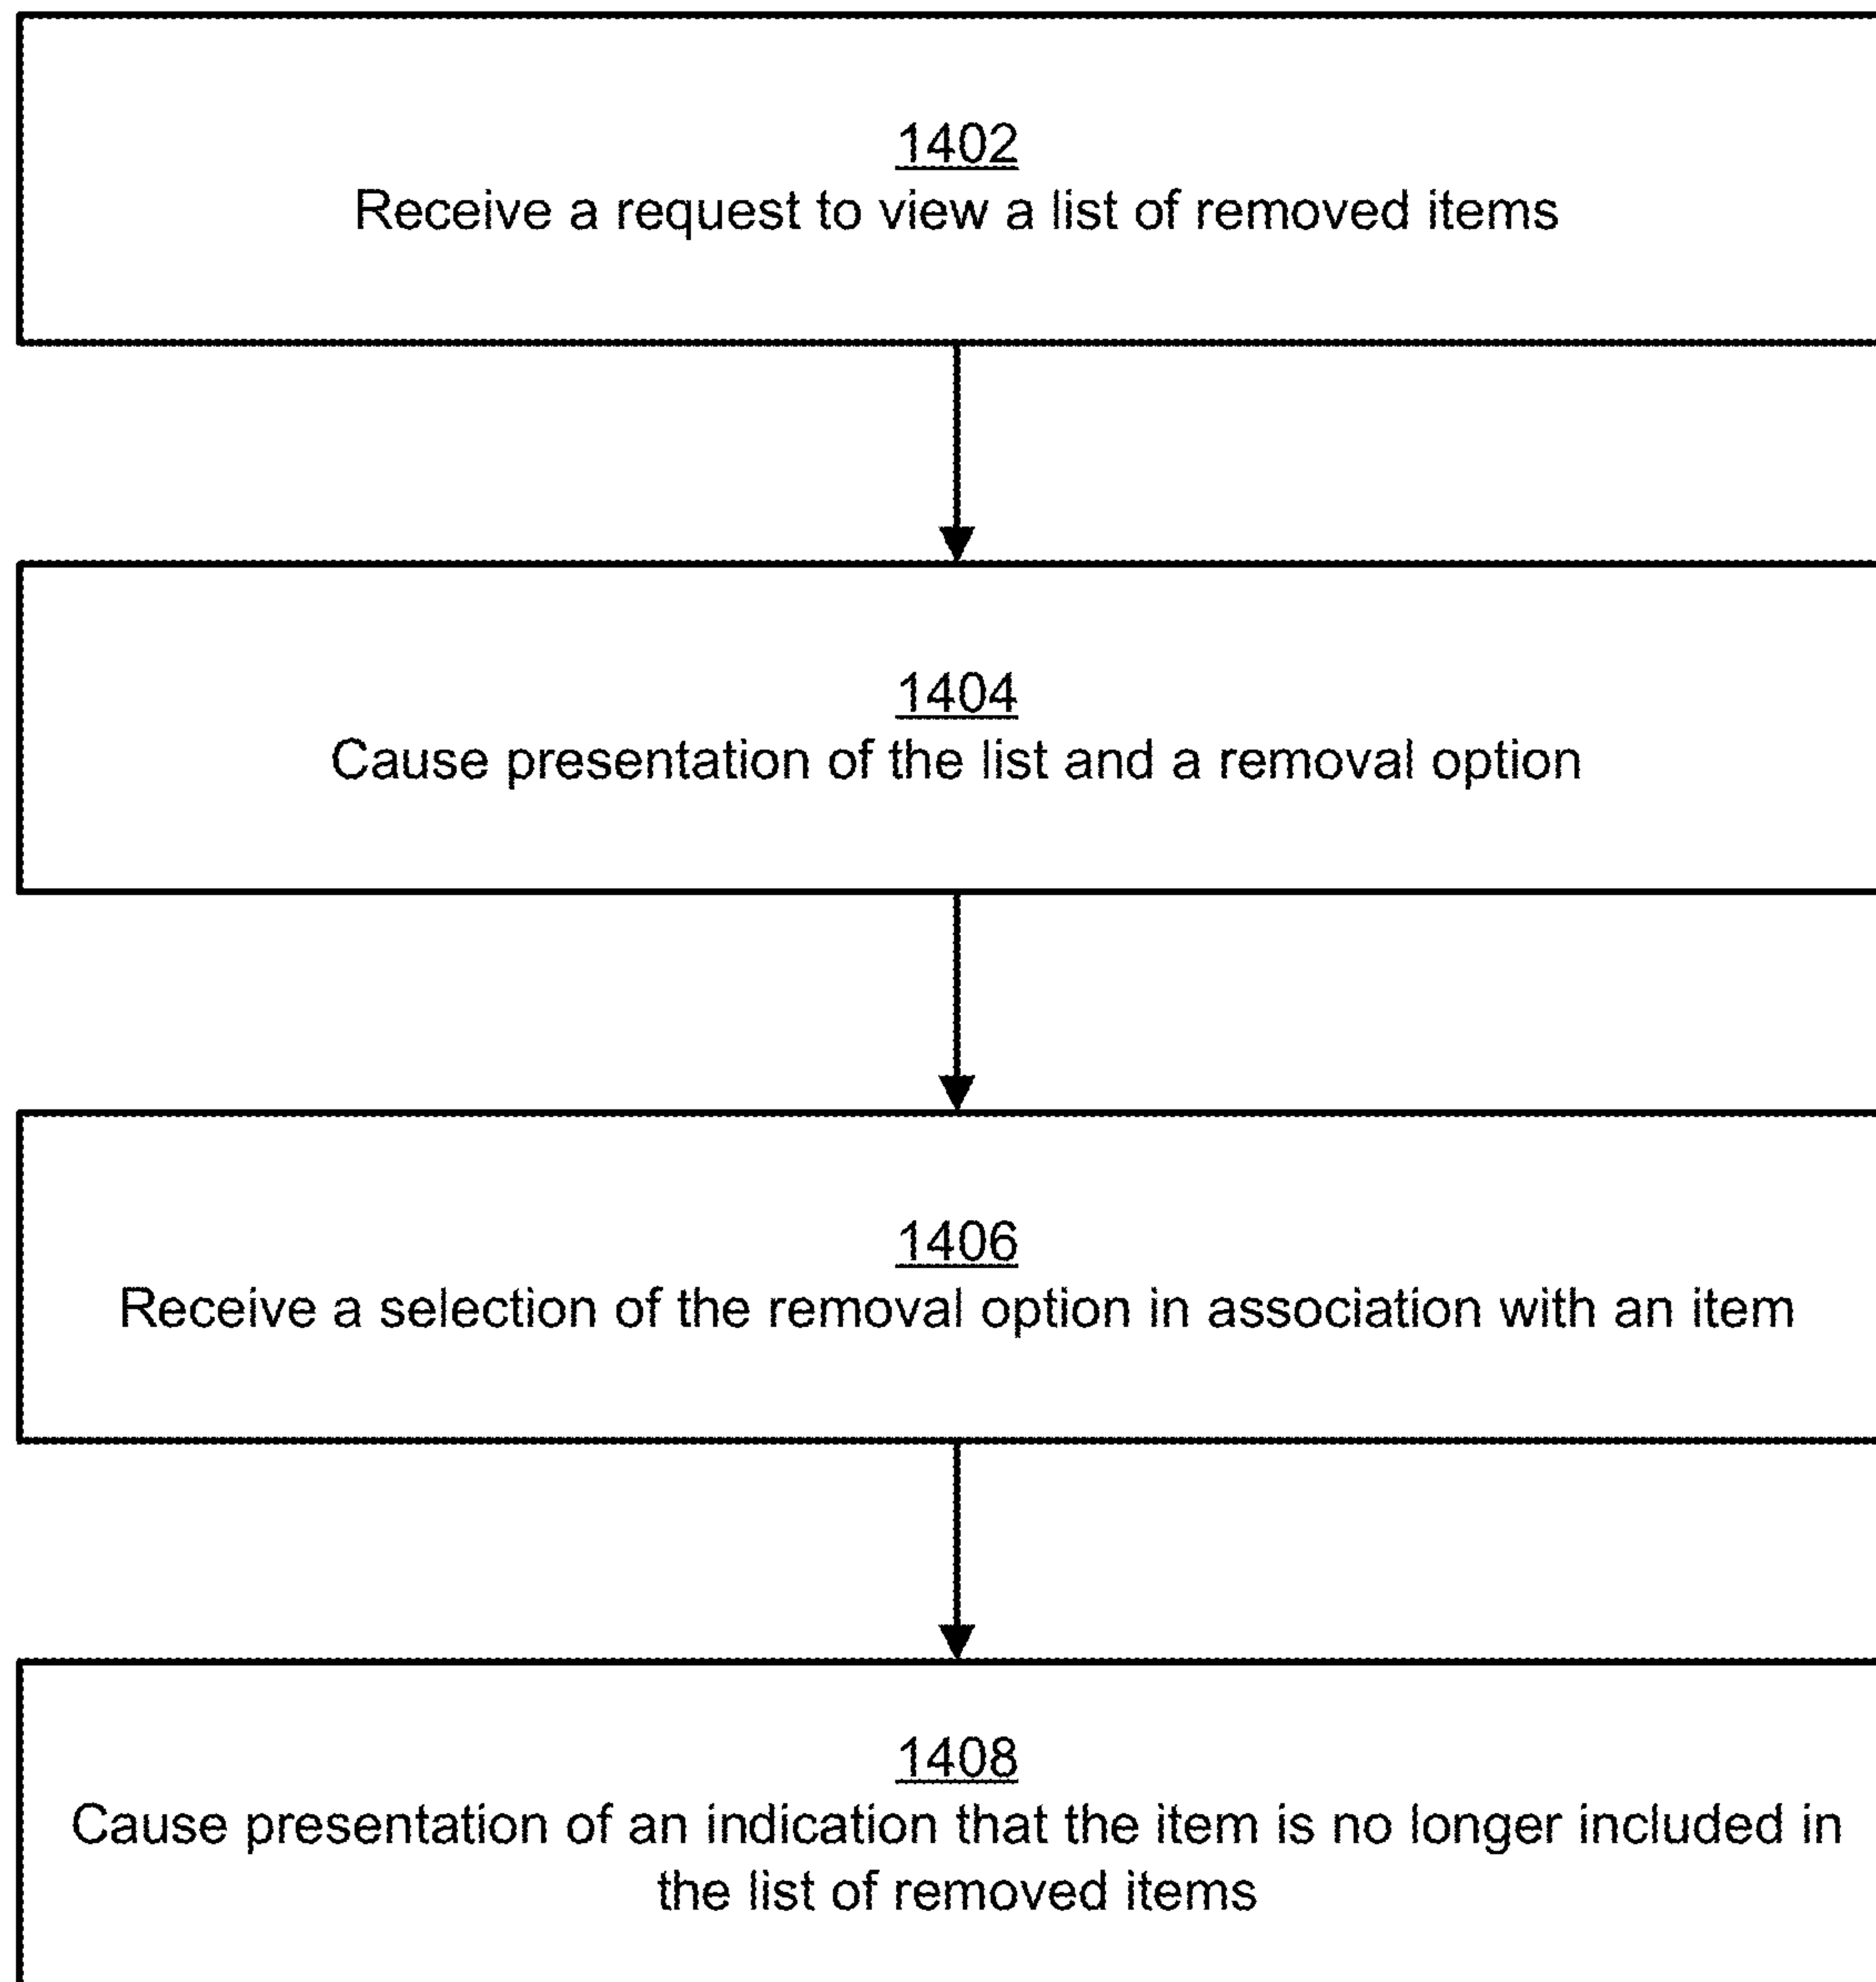 1402
Receive a request to view a list of removed items
1404
Cause presentation of the list and a removal option
1406
Receive a selection of the removal option in association with an item
1408
Cause presentation of an indication that the item is no longer included in
the list of removed items